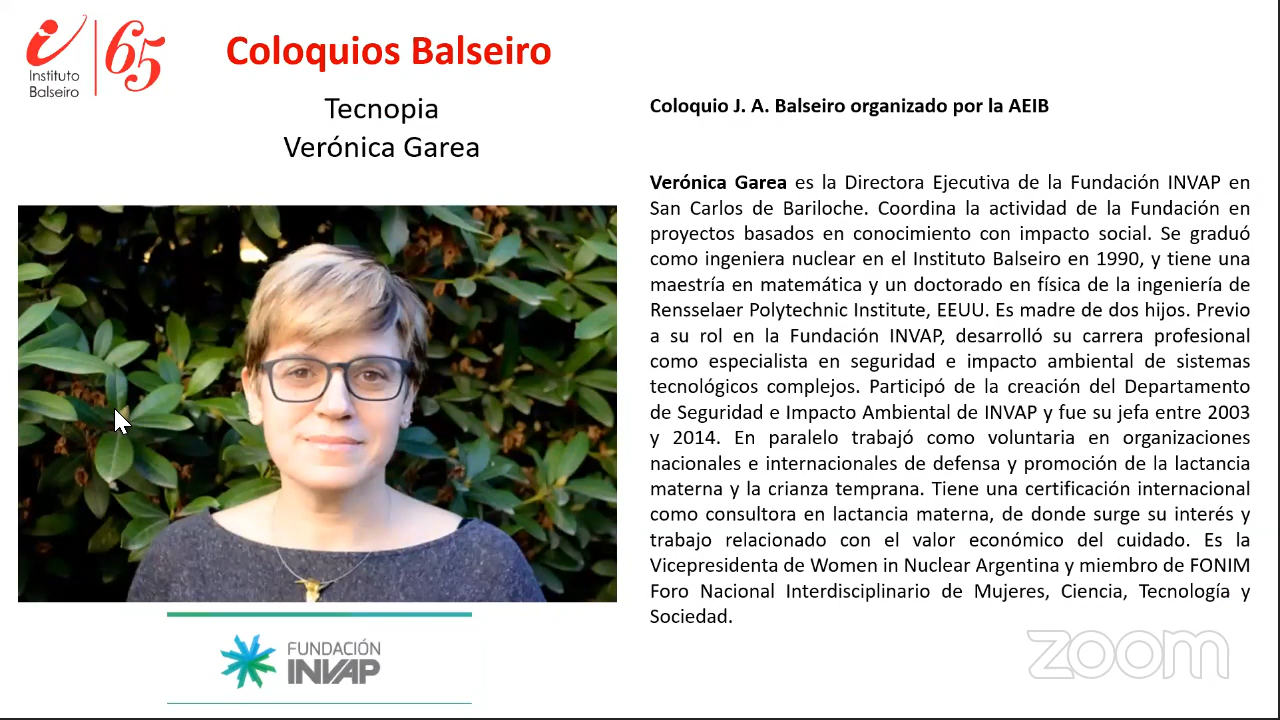 Instituto
Balseiro
65
Coloquios Balseiro
Tecnopia
Verónica Garea
Coloquio J. A. Balseiro organizado por la AEIB
Verónica Garea es la Directora Ejecutiva de la Fundación INVAP en
San Carlos de Bariloche. Coordina la actividad de la Fundación en
proyectos basados en conocimiento con impacto social. Se graduó
como ingeniera nuclear en el Instituto Balseiro en 1990, y tiene una
maestría en matemática y un doctorado en física de la ingeniería de
Rensselaer Polytechnic Institute, EEUU. Es madre de dos hijos. Previo
a su rol en la Fundación INVAP, desarrolló su carrera profesional
como especialista en seguridad e impacto ambiental de sistemas
tecnológicos complejos. Participó de la creación del Departamento
de Seguridad e Impacto Ambiental de INVAP y fue su jefa entre 2003
y 2014. En paralelo trabajó como voluntaria en organizaciones
nacionales e internacionales de defensa y promoción de la lactancia
materna y la crianza temprana. Tiene una certificación internacional
como consultora en lactancia materna, de donde surge su interés y
trabajo relacionado con el valor económico del cuidado. Es la
Vicepresidenta de Women in Nuclear Argentina y miembro de FONIM
Foro Nacional Interdisciplinario de Mujeres, Ciencia, Tecnología y
Sociedad.
FUNDACIÓN
INVAP
zoom